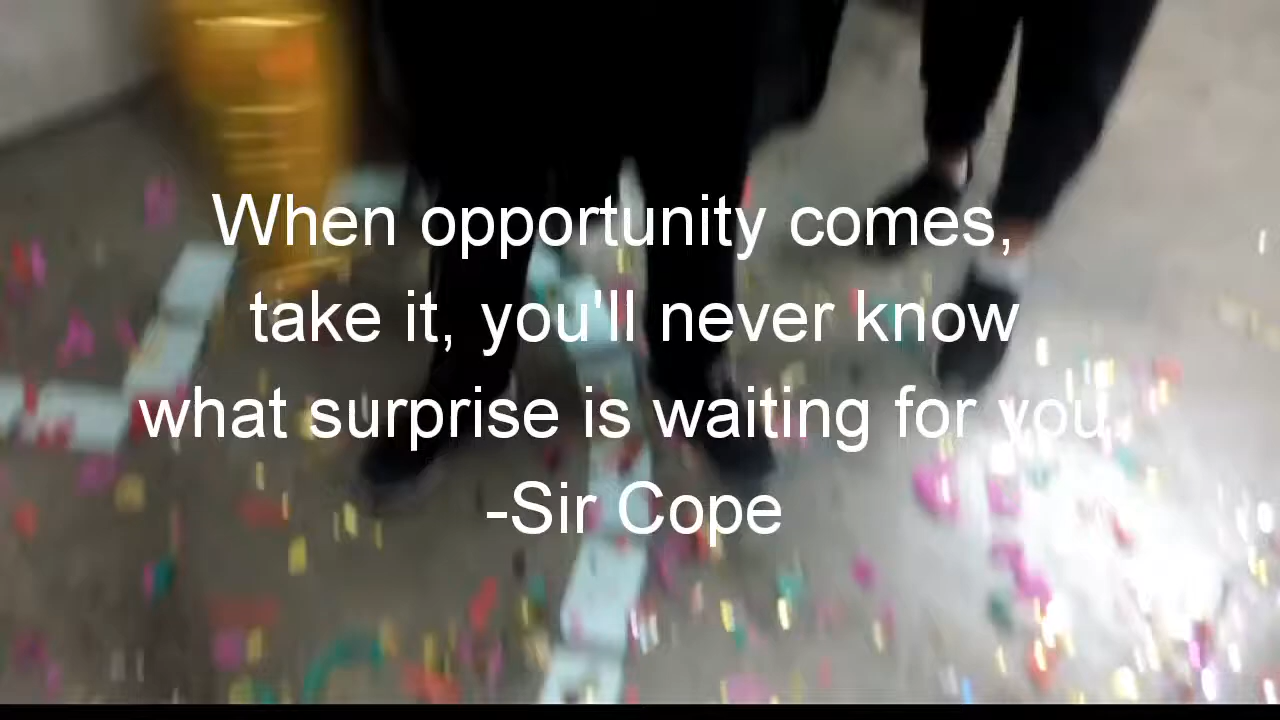 When opportunity comes,
take it, you'll never know
what surprise is waiting for you
-Sir Cope